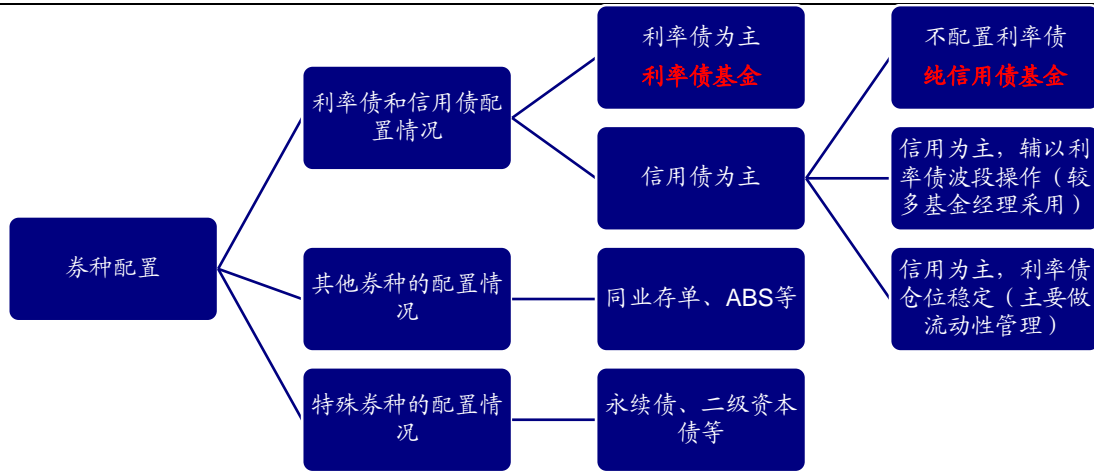 券种配置
利率债和信用债配
置情况
利率债为主
利率债基金
信用债为主
不配置利率债
纯信用债基金
信用为主，辅以利
率债波段操作（较
多基金经理采用）
信用为主，利率债
仓位稳定（主要做
流动性管理）
其他券种的配置情
况
同业存单、ABS等
特殊券种的配置情
况
永续债、二级资本
债等